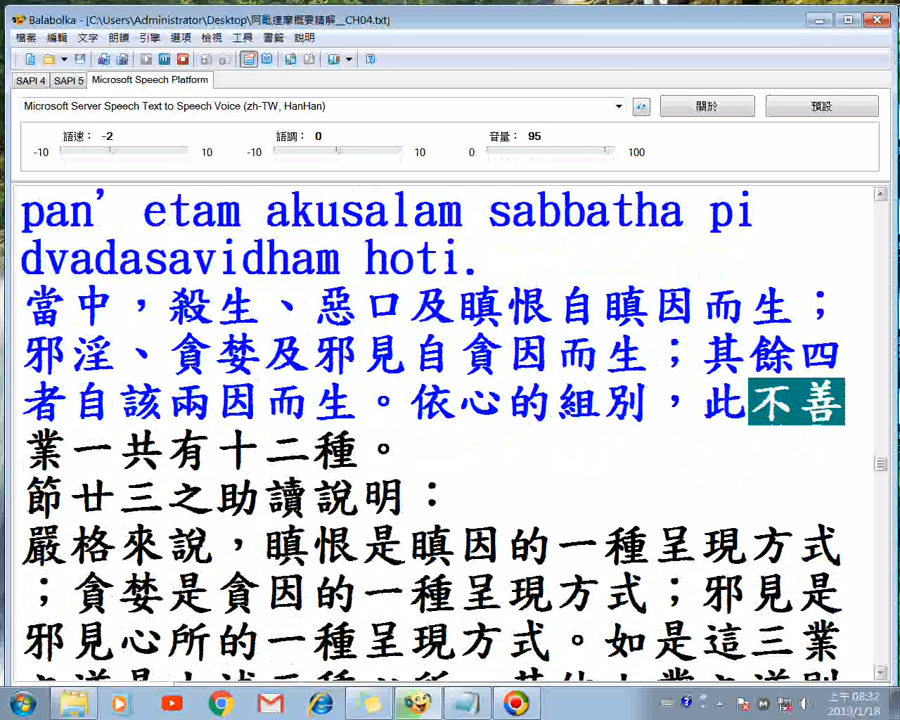 Balabolka - [C:\Users\Administrator\Desktop\阿毗達摩概要精解__CH04.txt]
檔案 編輯 文字 朗讀 引擎 選項 檢視 工具 書籤 說明
SAPI 4 SAPI 5 Microsoft Speech Platform
Microsoft Server Speech Text to Speech Voice (zh-TW, HanHan) 關於 預設
語速: -2 語調: 0 音量: 95
-10 10 -10 10 0 100
pan’etam akusalam sabbatha pi
dvadasavidham hoti.
當中，殺生、惡口及瞋恨自瞋因而生；
邪淫、貪婪及邪見自貪因而生；其餘四
者自該兩因而生。依心的組別，此不善
業一共有十二種。
節廿三之助讀說明：
嚴格來說，瞋恨是瞋因的一種呈現方式
；貪婪是貪因的一種呈現方式；邪見是
邪見心所的一種呈現方式。如是這三業
上午 08:32
2019/1/18